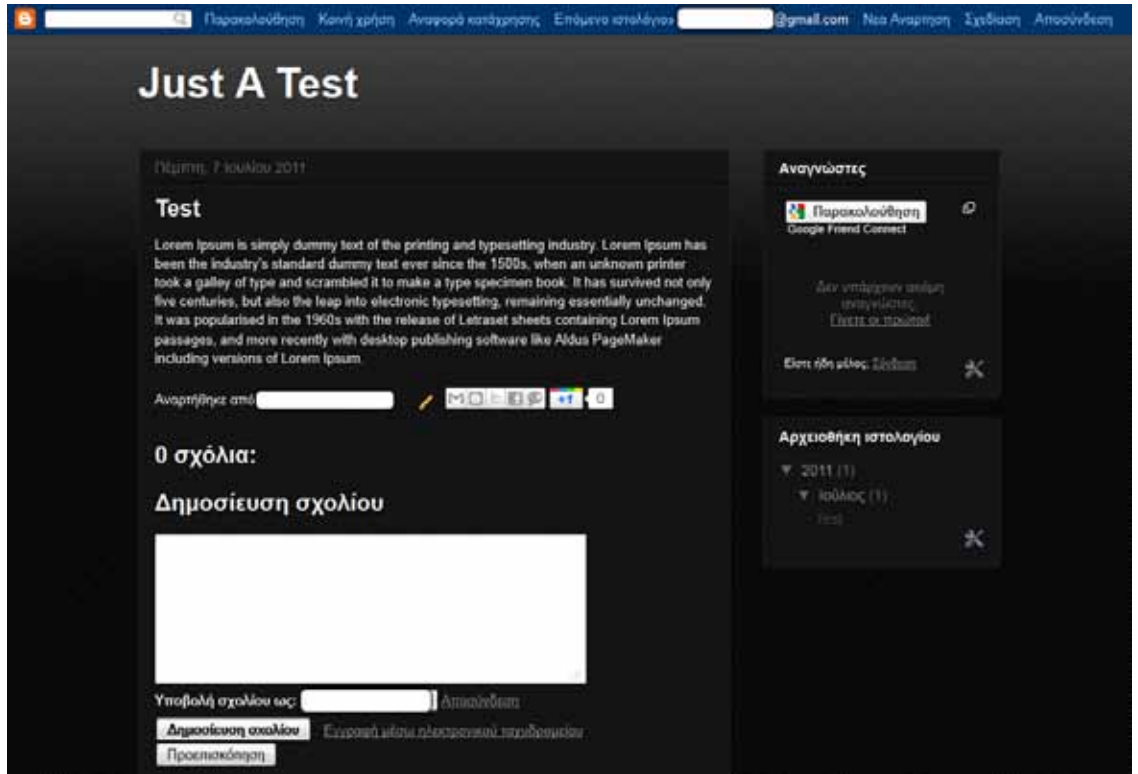 Παρακολούθηση Κοινή χρήση Αναφορά κατάχρησης Επόμενο ιστολόγιο» @gmail.com Νέα Ανάρτηση Σχεδίαση Αποσύνδεση
Just A Test
Πέμπτη, 7 Ιουλίου 2011
Test
Lorem Ipsum is simply dummy text of the printing and typesetting industry. Lorem Ipsum has
been the industry's standard dummy text ever since the 1500s, when an unknown printer
took a galley of type and scrambled it to make a type specimen book. It has survived not only
five centuries, but also the leap into electronic typesetting, remaining essentially unchanged.
It was popularised in the 1960s with the release of Letraset sheets containing Lorem Ipsum
passages, and more recently with desktop publishing software like Aldus PageMaker
including versions of Lorem Ipsum.
Αναρτήθηκε από
+1 0
0 σχόλια:
Δημοσίευση σχολίου
Υποβολή σχολίου ως: Αποσύνδεση
Δημοσίευση σχολίου Εγγραφή μέσω ηλεκτρονικού ταχυδρομείου
Προεπισκόπηση
Αναγνώστες
Παρακολούθηση
Google Friend Connect
Δεν υπάρχουν ακόμη
αναγνώστες.
Γίνετε οι πρώτοι!
Είστε ήδη μέλος; Σύνδεση
Αρχειοθήκη ιστολογίου
▼ 2011 (1)
▼ Ιούλιος (1)
Test